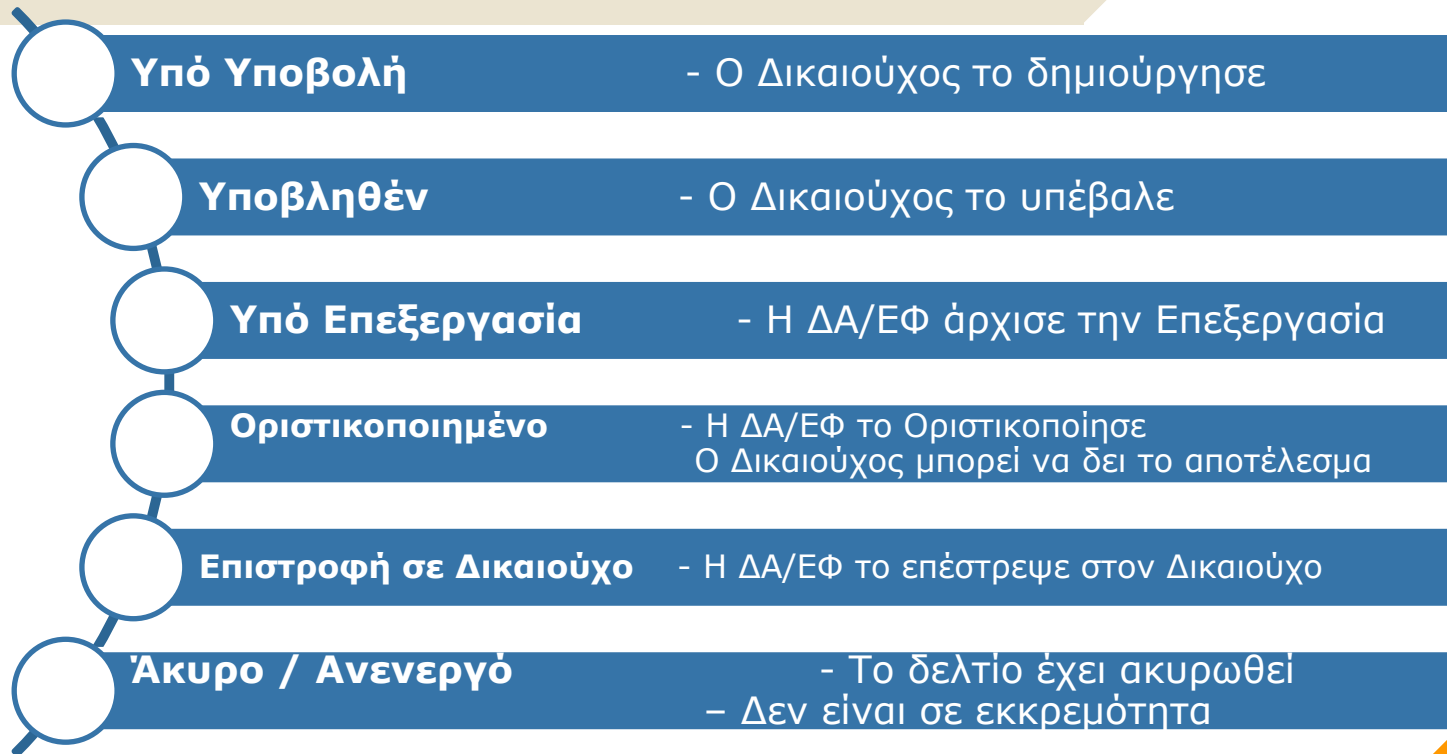 Υπό Υποβολή - Ο Δικαιούχος το δημιούργησε
Υποβληθέν - Ο Δικαιούχος το υπέβαλε
Υπό Επεξεργασία - Η ΔΑ/ΕΦ άρχισε την Επεξεργασία
Οριστικοποιημένο - Η ΔΑ/ΕΦ το Οριστικοποίησε
Ο Δικαιούχος μπορεί να δει το αποτέλεσμα
Επιστροφή σε Δικαιούχο - Η ΔΑ/ΕΦ το επέστρεψε στον Δικαιούχο
Άκυρο / Ανενεργό - Το δελτίο έχει ακυρωθεί
– Δεν είναι σε εκκρεμότητα